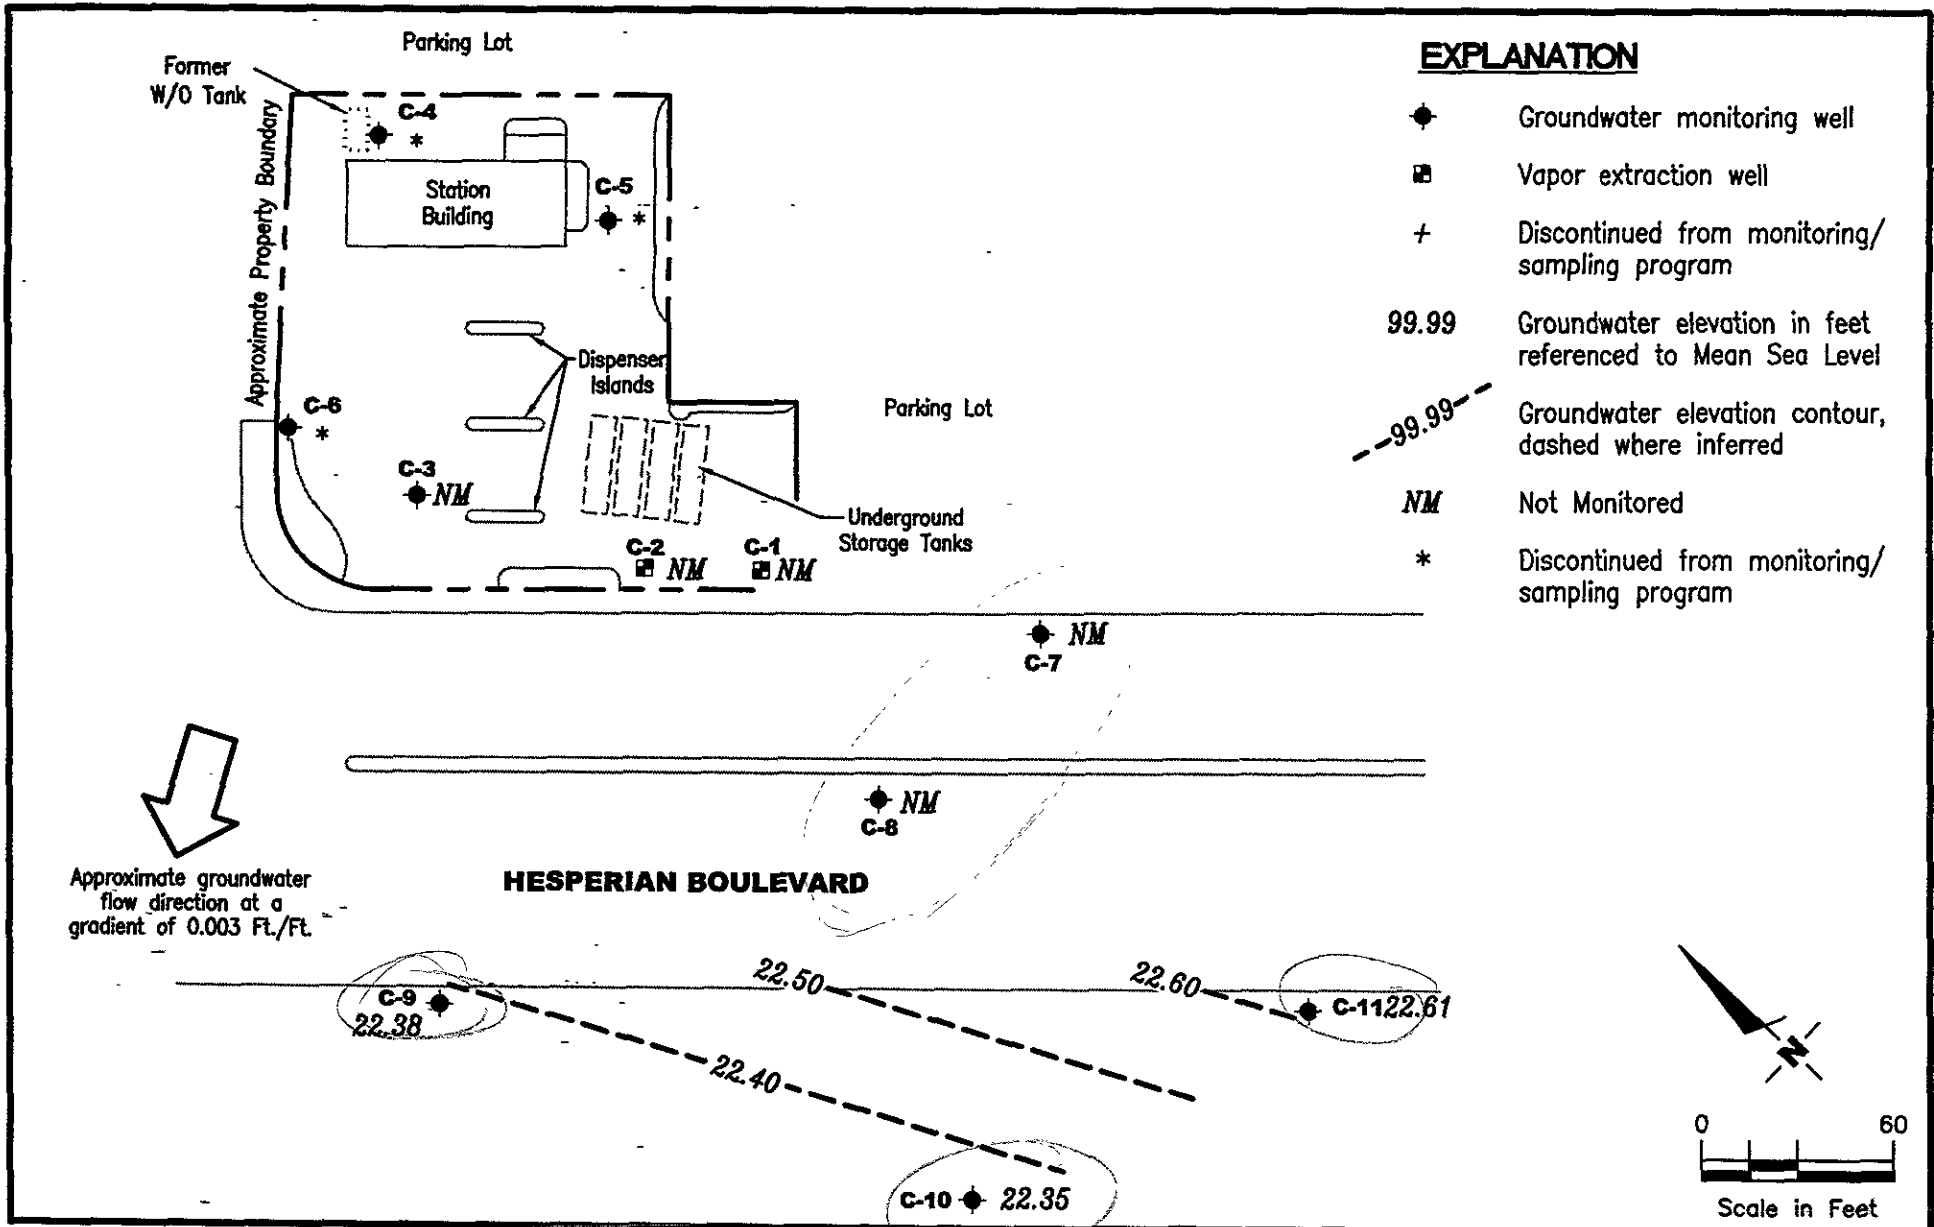 Parking Lot
Former
W/O Tank
C-4
*
Approximate Property Boundary
Station
Building
C-5
*
Dispenser
Islands
C-6
*
Parking Lot
C-3
NM
Underground
Storage Tanks
C-2
NM
C-1
NM
NM
C-7
NM
C-8
Approximate groundwater
flow direction at a
gradient of 0.003 Ft./Ft.
HESPERIAN BOULEVARD
C-9
22.38
22.50
22.60
C-11 22.61
22.40
C-10
22.35
EXPLANATION
Groundwater monitoring well
Vapor extraction well
+ Discontinued from monitoring/
sampling program
99.99 Groundwater elevation in feet
referenced to Mean Sea Level
99.99 Groundwater elevation contour,
dashed where inferred
NM Not Monitored
* Discontinued from monitoring/
sampling program
N
0 60
Scale in Feet